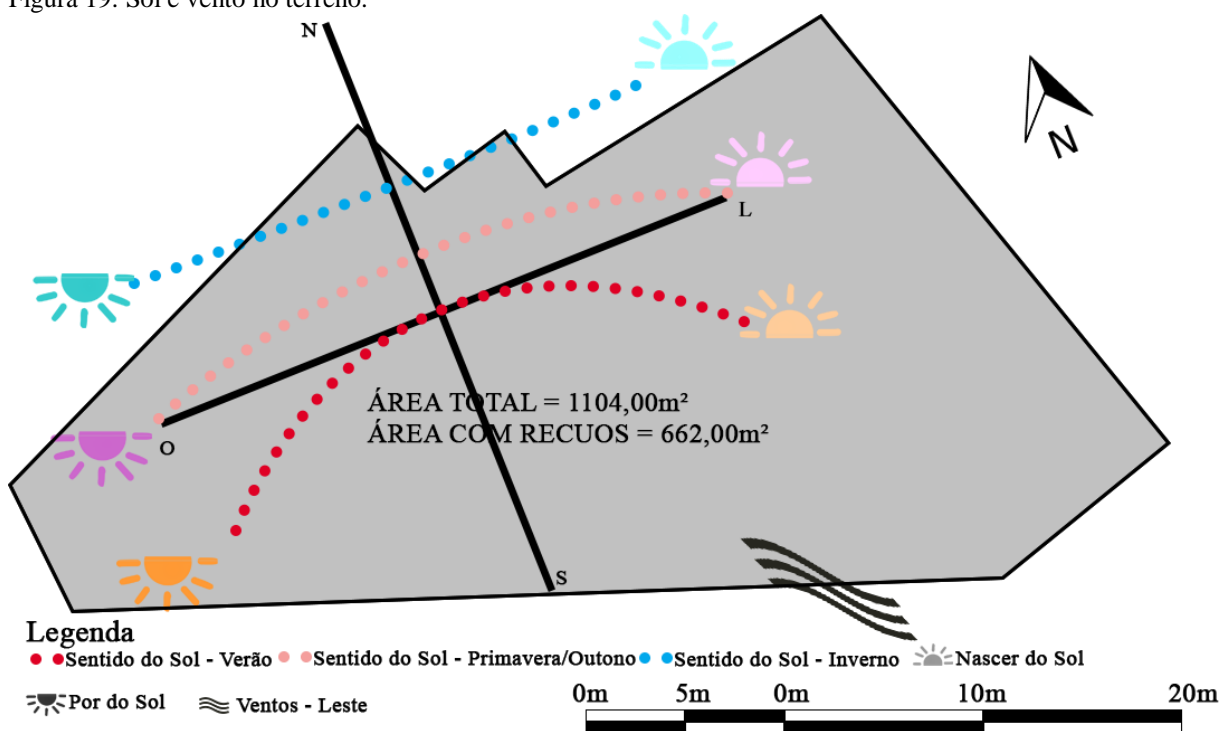 Figura 19: Sol e vento no terreno.
N
N
L
ÁREA TOTAL = 1104,00m²
ÁREA COM RECUOS = 662,00m²
O
S
Legenda
Sentido do Sol - Verão Sentido do Sol - Primavera/Outono Sentido do Sol - Inverno Nascer do Sol
Por do Sol Ventos - Leste
0m 5m 0m 10m 20m